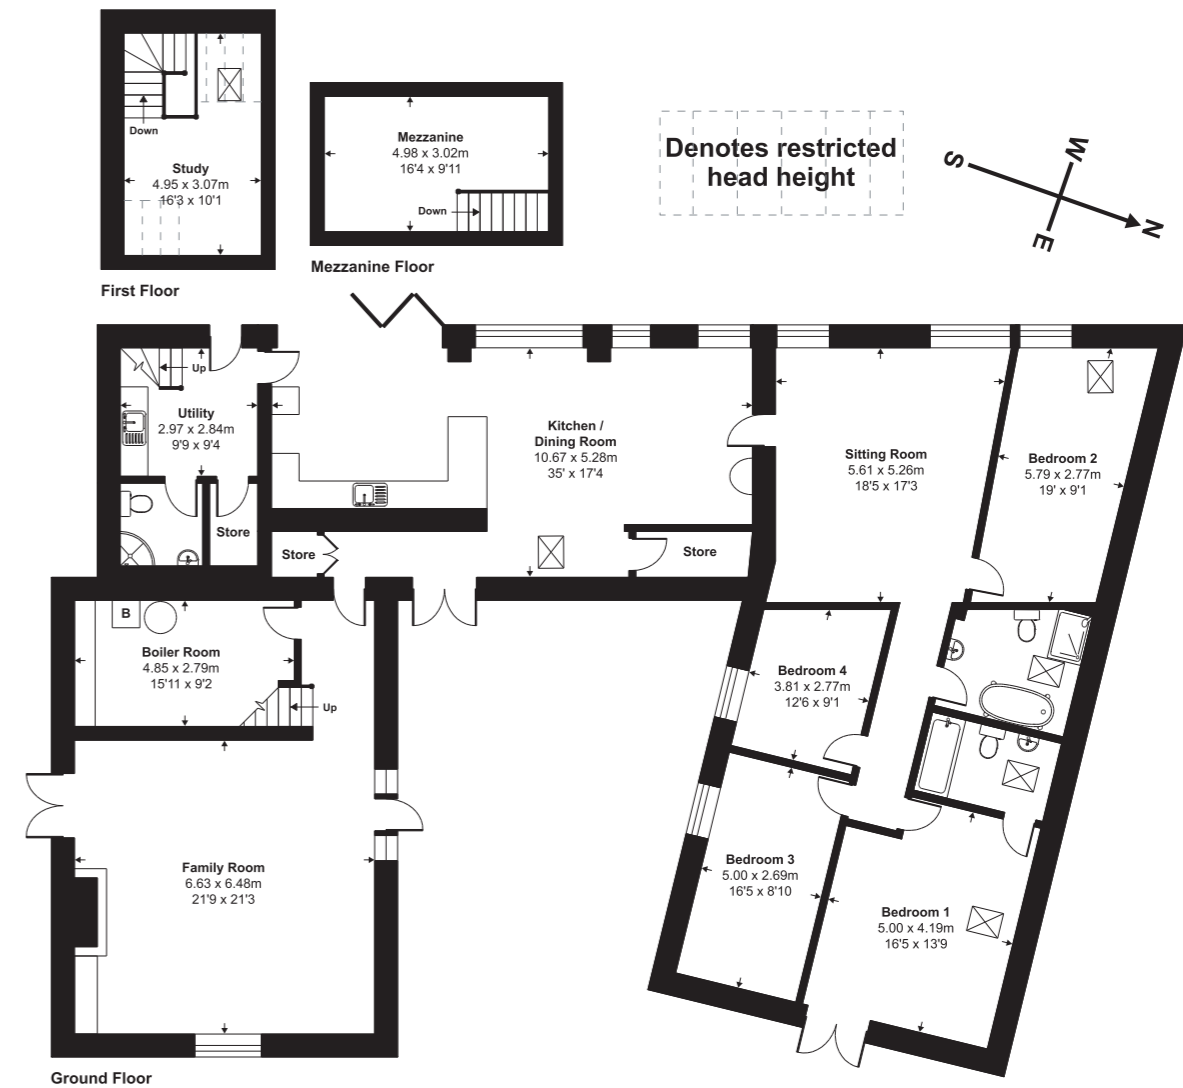 Down
Study
4.95 x 3.07m
16'3 x 10'1
First Floor
Mezzanine
4.98 x 3.02m
16'4 x 9'11
Down
Mezzanine Floor
Denotes restricted
head height
S
W
E
N
Up
Utility
2.97 x 2.84m
9'9 x 9'4
Store
Store
Kitchen /
Dining Room
10.67 x 5.28m
35' x 17'4
Store
Sitting Room
5.61 x 5.26m
18'5 x 17'3
Bedroom 2
5.79 x 2.77m
19' x 9'1
B
Boiler Room
4.85 x 2.79m
15'11 x 9'2
Up
Bedroom 4
3.81 x 2.77m
12'6 x 9'1
Family Room
6.63 x 6.48m
21'9 x 21'3
Bedroom 3
5.00 x 2.69m
16'5 x 8'10
Bedroom 1
5.00 x 4.19m
16'5 x 13'9
Ground Floor